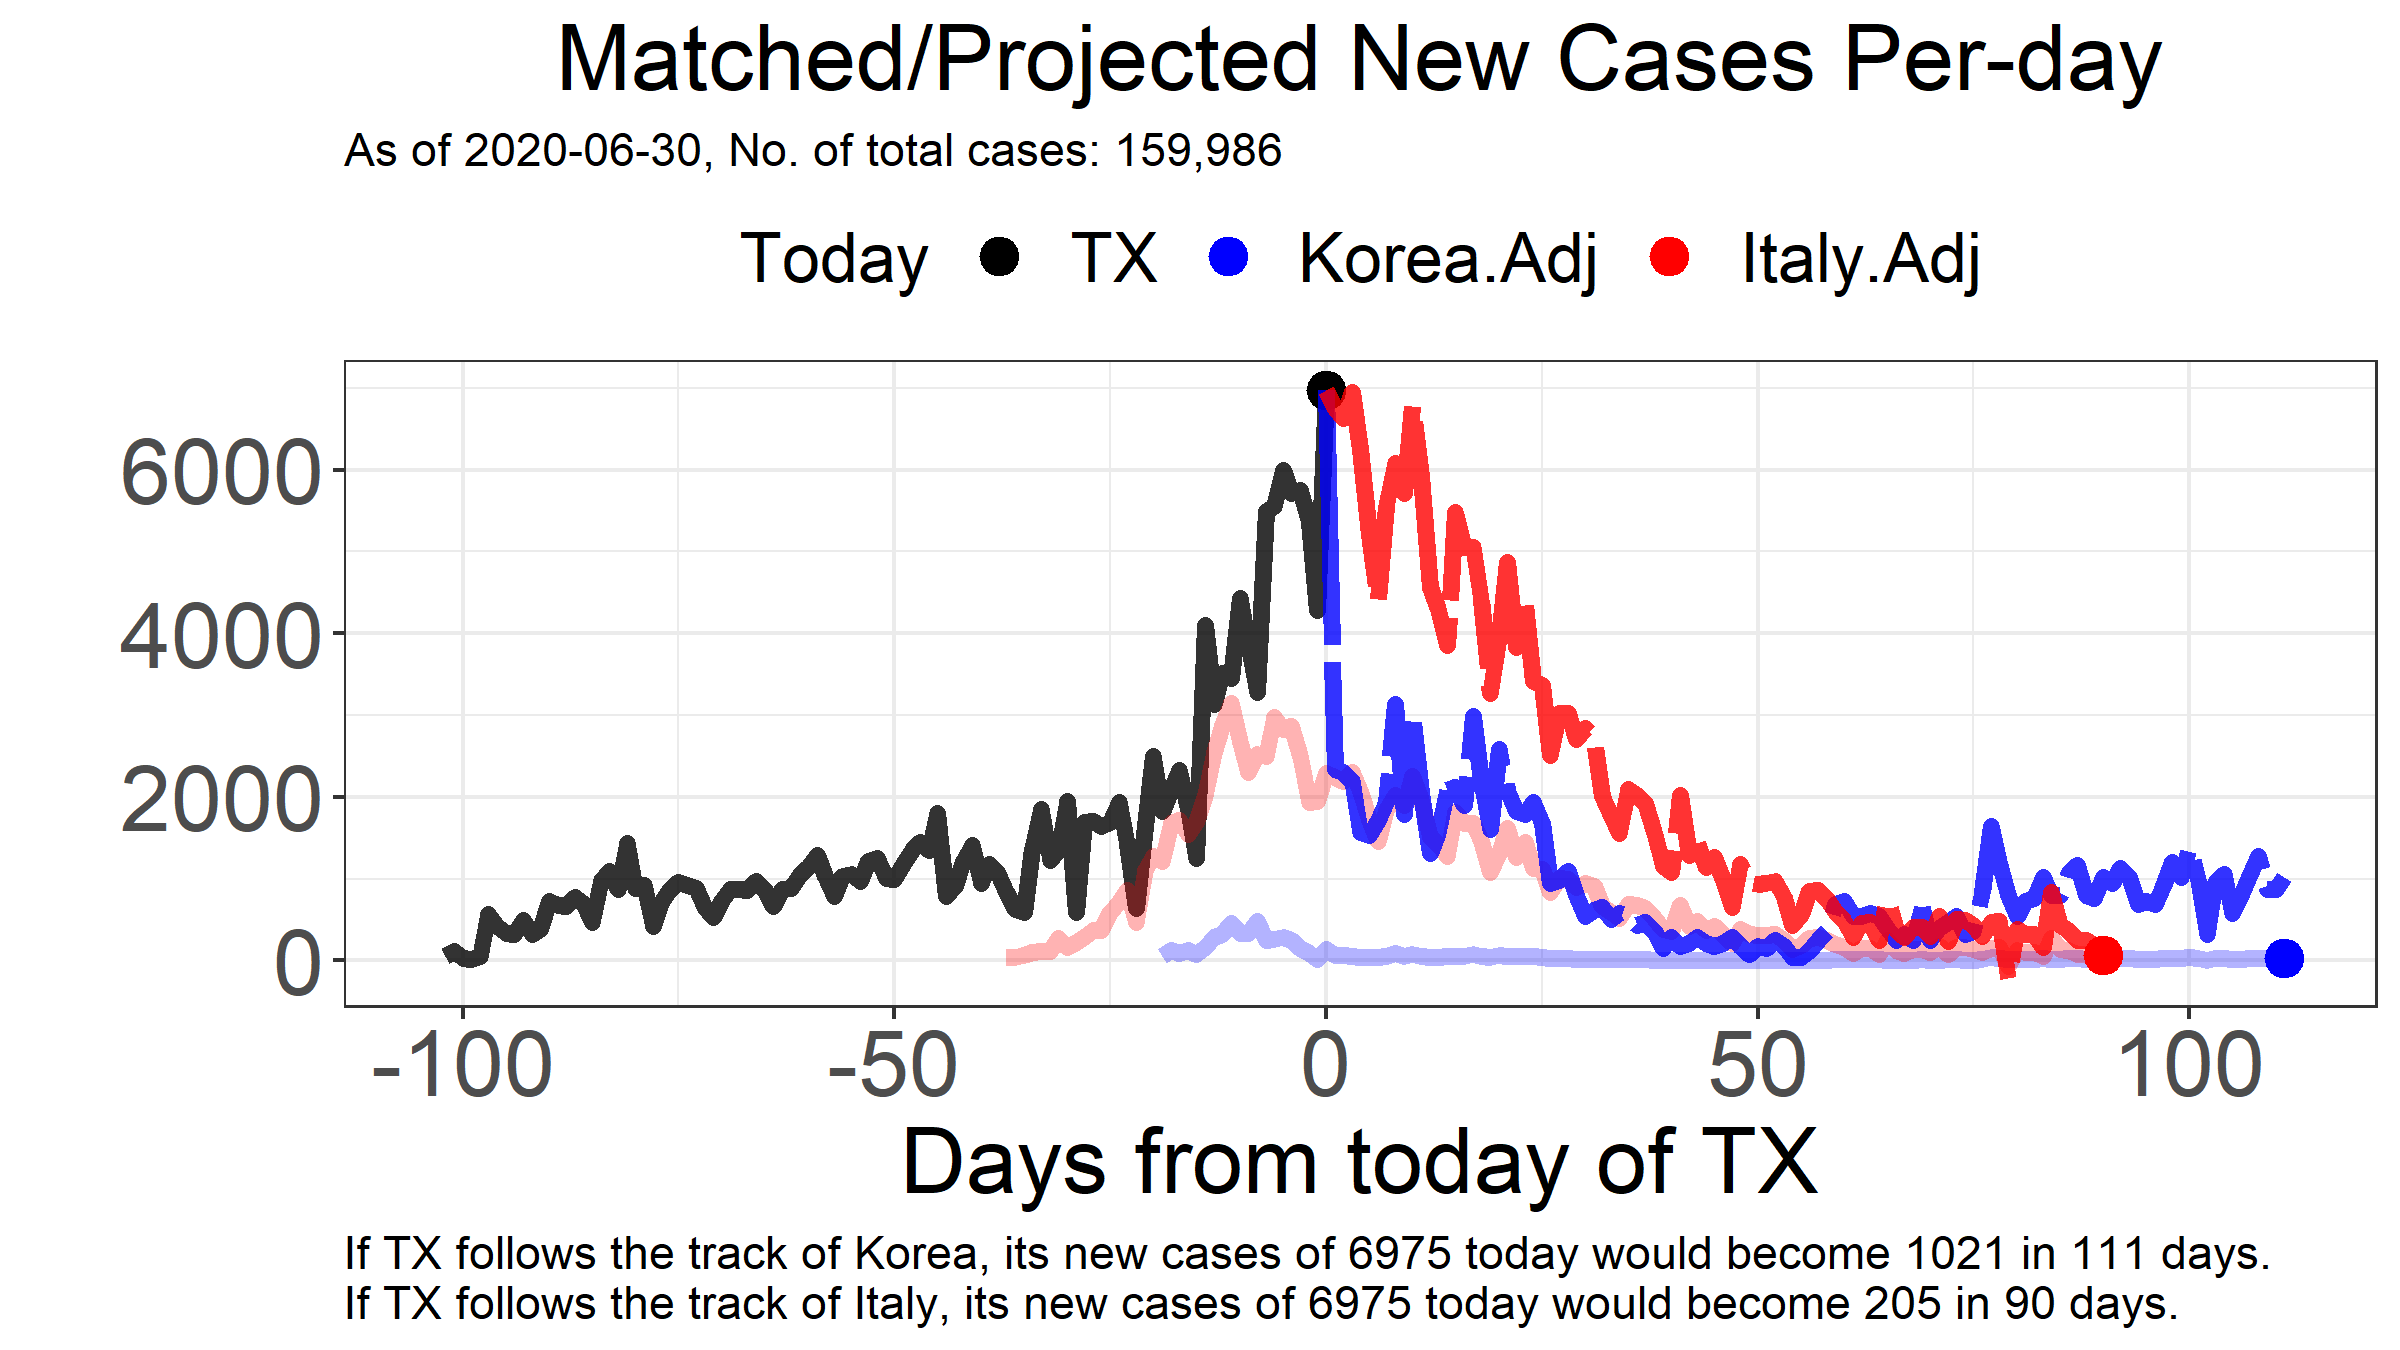 Matched/Projected New Cases Per-day
As of 2020-06-30, No. of total cases: 159,986
Today TX Korea.Adj Italy.Adj
6000
4000
2000
0
-100 -50 0 50 100
Days from today of TX
If TX follows the track of Korea, its new cases of 6975 today would become 1021 in 111 days.
If TX follows the track of Italy, its new cases of 6975 today would become 205 in 90 days.